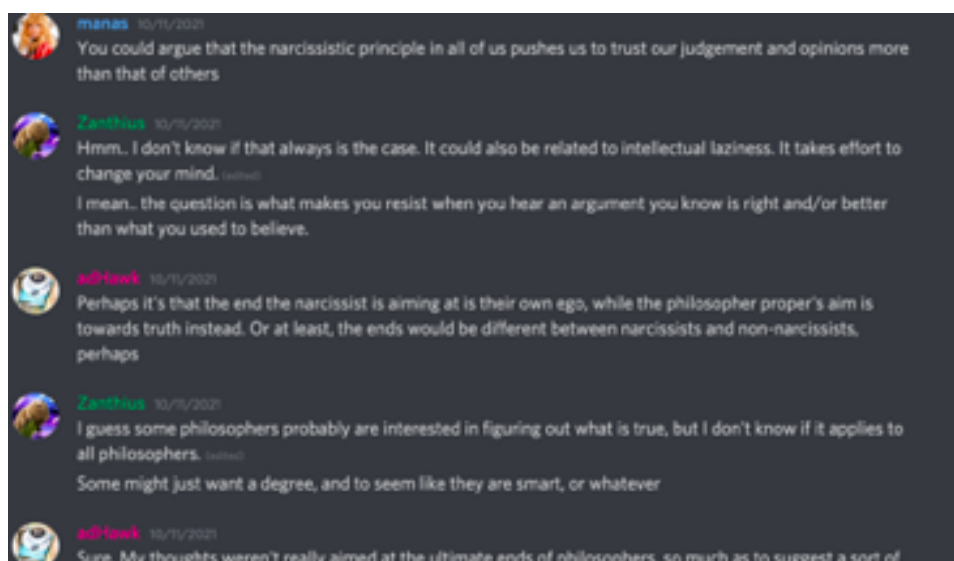 manas 10/11/2021
You could argue that the narcissistic principle in all of us pushes us to trust our judgement and opinions more
than that of others
Zanthius 10/11/2021
Hmm.. I don't know if that always is the case. It could also be related to intellectual laziness. It takes effort to
change your mind. (edited)
I mean.. the question is what makes you resist when you hear an argument you know is right and/or better
than what you used to believe.
adHawk 10/11/2021
Perhaps it's that the end the narcissist is aiming at is their own ego, while the philosopher proper's aim is
towards truth instead. Or at least, the ends would be different between narcissists and non-narcissists,
perhaps
Zanthius 10/11/2021
I guess some philosophers probably are interested in figuring out what is true, but I don't know if it applies to
all philosophers. (edited)
Some might just want a degree, and to seem like they are smart, or whatever
adHawk 10/11/2021
Sure. My thoughts weren't really aimed at the ultimate ends of philosophers, so much as to suggest a sort of